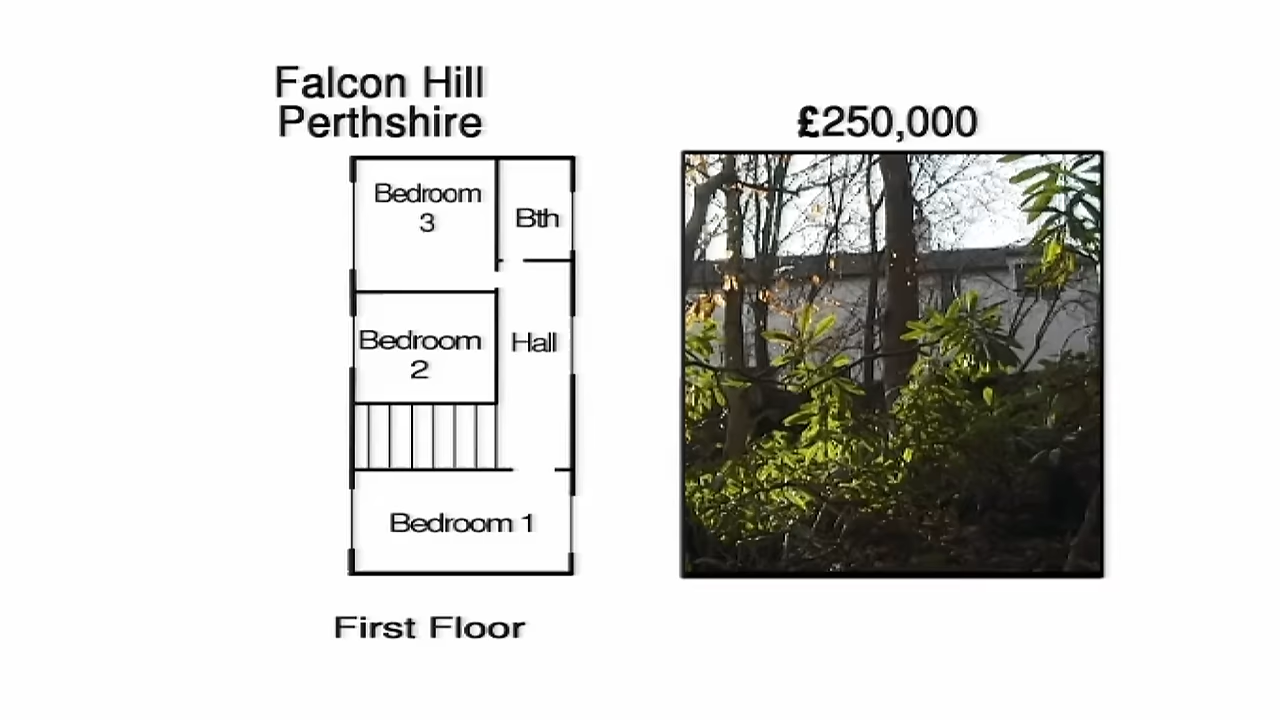 Falcon Hill
Perthshire
£250,000
Bedroom
3
Bth
Bedroom
2
Hall
Bedroom 1
First Floor